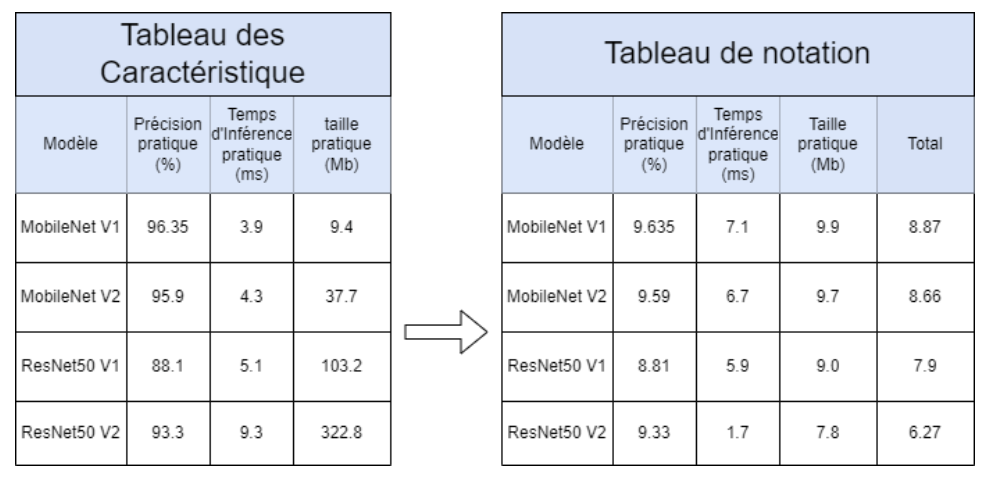 Tableau des
Caractéristique
Modèle
Précision
pratique
(%)
Temps
d'Inférence
pratique
(ms)
taille
pratique
(Mb)
MobileNet V1 96.35 3.9 9.4
MobileNet V2 95.9 4.3 37.7
ResNet50 V1 88.1 5.1 103.2
ResNet50 V2 93.3 9.3 322.8
Tableau de notation
Modèle
Précision
pratique
(%)
Temps
d'Inférence
pratique
(ms)
Taille
pratique
(Mb)
Total
MobileNet V1 9.635 7.1 9.9 8.87
MobileNet V2 9.59 6.7 9.7 8.66
ResNet50 V1 8.81 5.9 9.0 7.9
ResNet50 V2 9.33 1.7 7.8 6.27